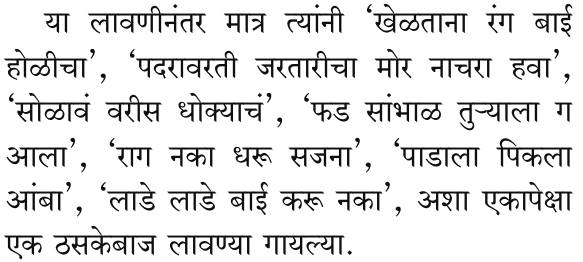 या लावणीनंतर मात्र त्यांनी ‘खेळताना रंग बाई
होळीचा’, ‘पदरावरती जरतारीचा मोर नाचरा हवा’,
‘सोळावं वरीस धोक्याचं’, ‘फड सांभाळ तुऱ्याला ग
आला’, ‘राग नका धरू सजना’, ‘पाडाला पिकला
आंबा’, ‘लाडे लाडे बाई करू नका’, अशा एकापेक्षा
एक ठसकेबाज लावण्या गायल्या.